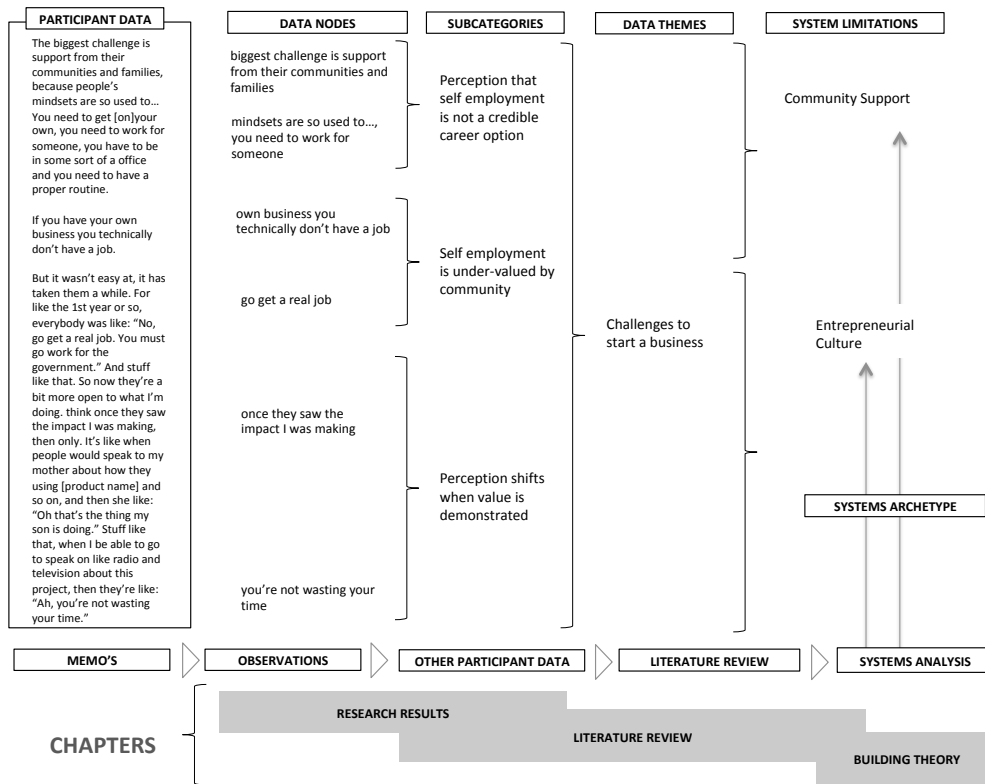 PARTICIPANT DATA
The biggest challenge is
support from their
communities and families,
because people's
mindsets are so used to…
You need to get [on]your
own, you need to work for
someone, you have to be
in some sort of a office
and you need to have a
proper routine.
If you have your own
business you technically
don't have a job.
But it wasn't easy at, it has
taken them a while. For
like the 1st year or so,
everybody was like: "No,
go get a real job. You must
go work for the
government." And stuff
like that. So now they're a
bit more open to what I'm
doing. think once they saw
the impact I was making,
then only. It's like when
people would speak to my
mother about how they
using [product name] and
so on, and then she like:
"Oh that's the thing my
son is doing." Stuff like
that, when I be able to go
to speak on like radio and
television about this
project, then they're like:
"Ah, you're not wasting
your time."
DATA NODES
biggest challenge is support
from their communities and
families
mindsets are so used to…,
you need to work for
someone
own business you
technically don't have a job
go get a real job
once they saw the
impact I was making
you're not wasting your
time
SUBCATEGORIES
Perception that
self employment
is not a credible
career option
Self employment
is under-valued by
community
Perception shifts
when value is
demonstrated
DATA THEMES
Challenges to
start a business
SYSTEM LIMITATIONS
Community Support
Entrepreneurial
Culture
SYSTEMS ARCHETYPE
MEMO'S
OBSERVATIONS
OTHER PARTICIPANT DATA
LITERATURE REVIEW
SYSTEMS ANALYSIS
CHAPTERS
RESEARCH RESULTS
LITERATURE REVIEW
BUILDING THEORY